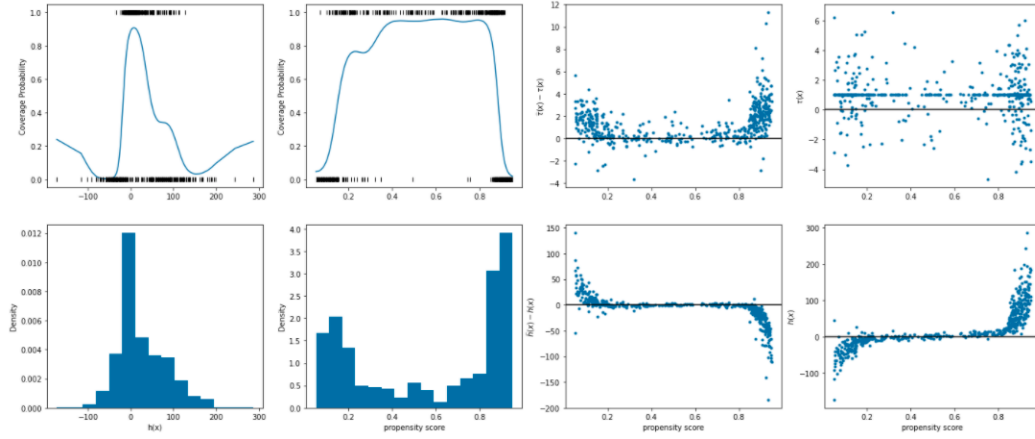 Coverage Probability
1.0
0.8
0.6
0.4
0.2
0.0
−100 0 100 200 300
Coverage Probability
1.0
0.8
0.6
0.4
0.2
0.0
0.2 0.4 0.6 0.8
τ̂(x) − τ(x)
12
10
8
6
4
2
0
−2
−4
0.2 0.4 0.6 0.8
τ(x)
6
4
2
0
−2
−4
0.2 0.4 0.6 0.8
Density
0.012
0.010
0.008
0.006
0.004
0.002
0.000
−100 0 100 200 300
h(x)
Density
4.0
3.5
3.0
2.5
2.0
1.5
1.0
0.5
0.0
0.2 0.4 0.6 0.8
propensity score
ĥ(x) − h(x)
150
100
50
0
−50
−100
−150
−200
0.2 0.4 0.6 0.8
propensity score
h(x)
300
200
100
0
−100
0.2 0.4 0.6 0.8
propensity score